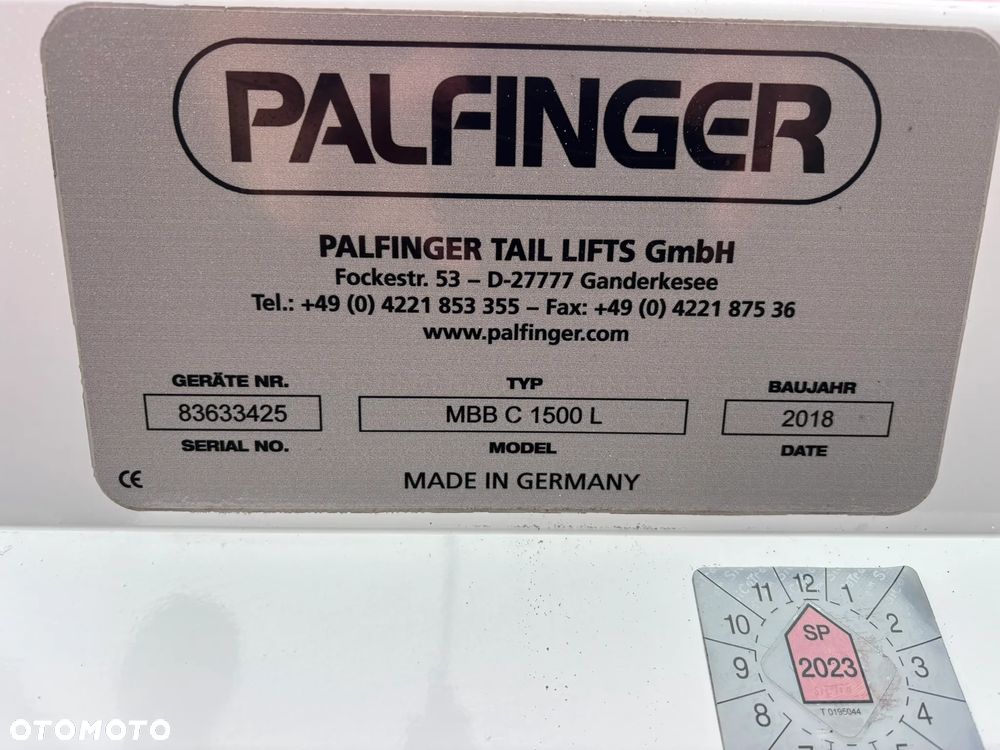 PALFINGER
PALFINGER TAIL LIFTS GmbH
Fockestr. 53 – D-27777 Ganderkesee
Tel.: +49 (0) 4221 853 355 – Fax: +49 (0) 4221 875 36
www.palfinger.com
GERÄTE NR. TYP BAUJAHR
83633425 MBB C 1500 L 2018
SERIAL NO. MODEL DATE
CE MADE IN GERMANY
11 12 1
10 SP 2
9 2023 3
8 T 0195044 4
OTOMOTO